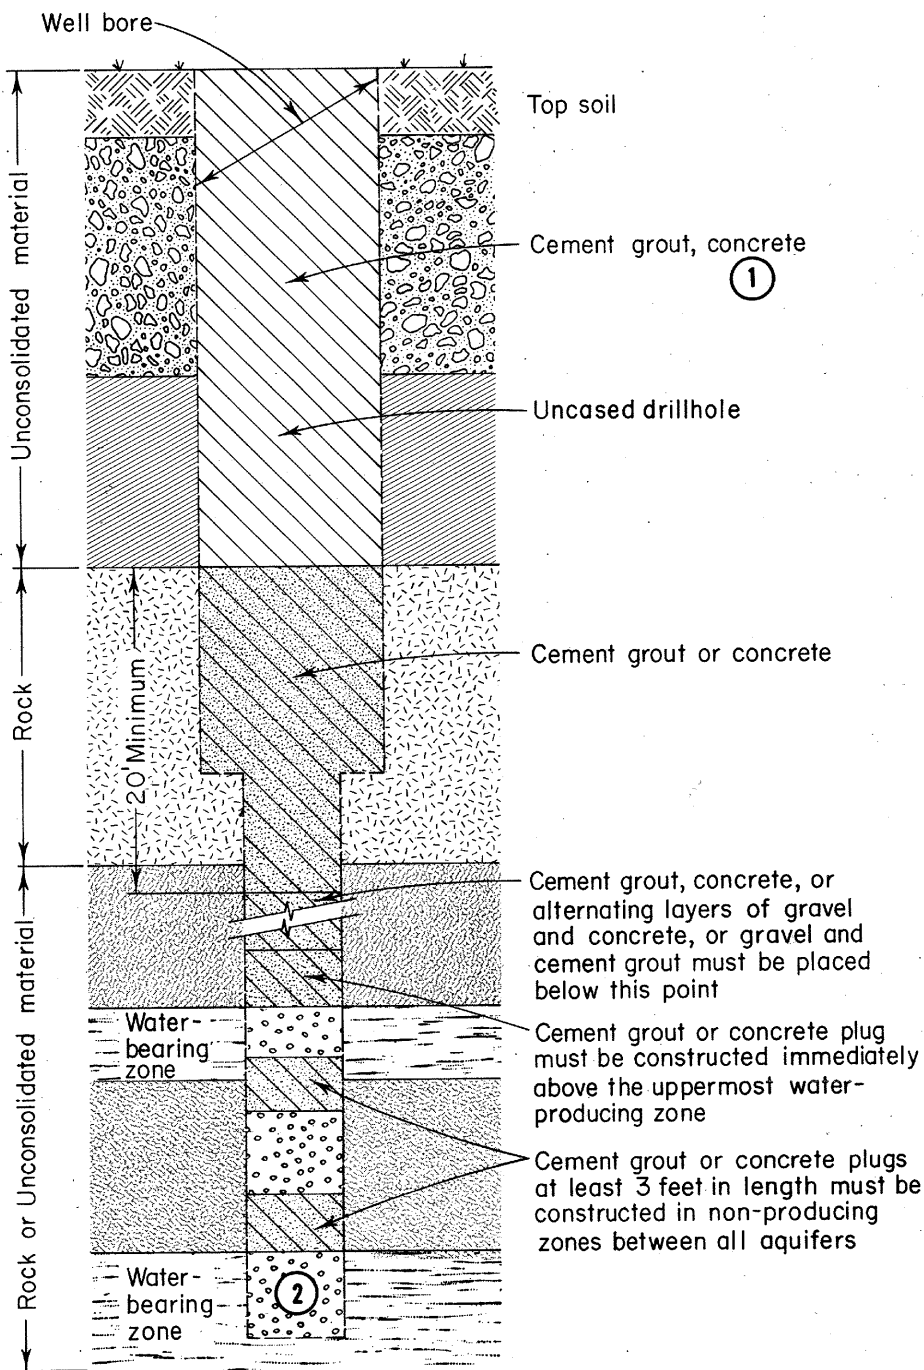 Well bore
Top soil
Cement grout, concrete
1
Uncased drillhole
Unconsolidated material
Rock
20' Minimum
Cement grout or concrete
Rock or Unconsolidated material
Cement grout, concrete, or
alternating layers of gravel
and concrete, or gravel and
cement grout must be placed
below this point
Water-
bearing
zone
Cement grout or concrete plug
must be constructed immediately
above the uppermost water-
producing zone
Cement grout or concrete plugs
at least 3 feet in length must be
constructed in non-producing
zones between all aquifers
Water-
bearing
zone
2